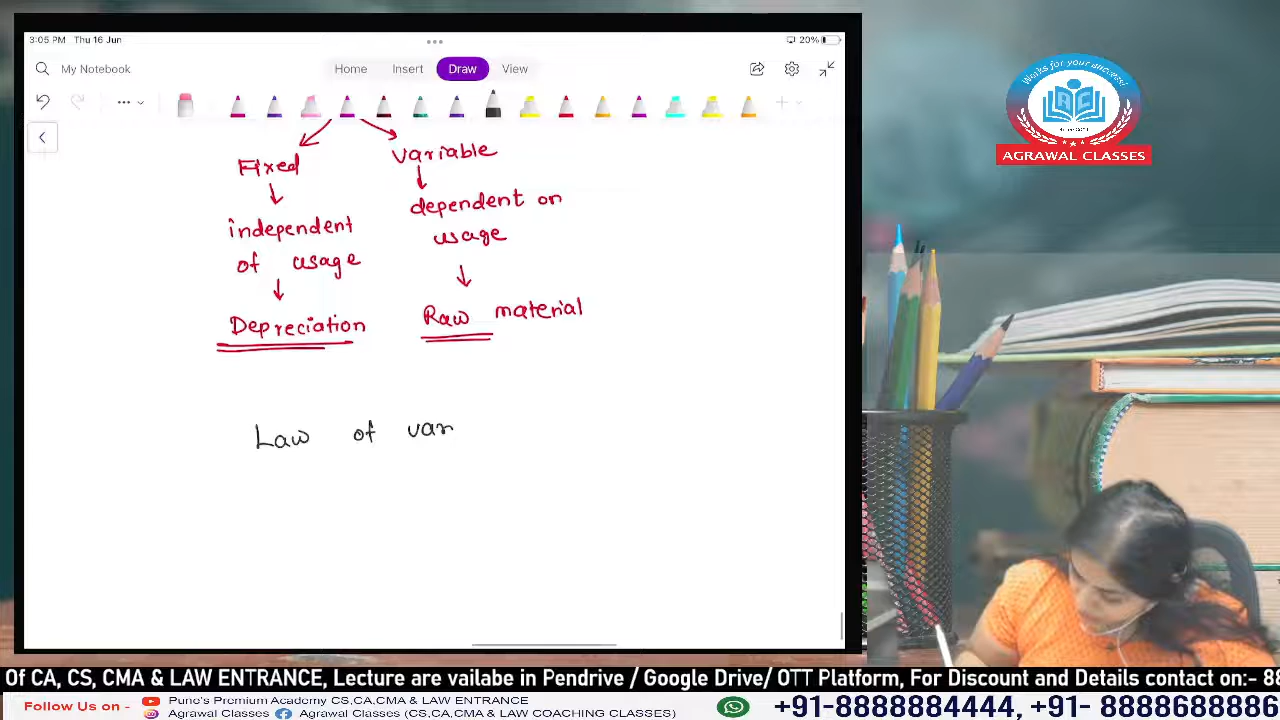 3:05 PM Thu 16 Jun
20%
My Notebook
Home Insert Draw View
Fixed variable
independent of usage
dependent on usage
Depreciation
Raw material
Law of var
Works for your success!
AGRAWAL CLASSES
Of CA, CS, CMA & LAW ENTRANCE, Lecture are vailabe in Pendrive / Google Drive/ OTT Platform, For Discount and Details contact on:- 88
Follow Us on - Pune's Premium Academy CS,CA,CMA & LAW ENTRANCE
Agrawal Classes Agrawal Classes (CS,CA,CMA & LAW COACHING CLASSES)
+91-8888884444, +91- 8888688886